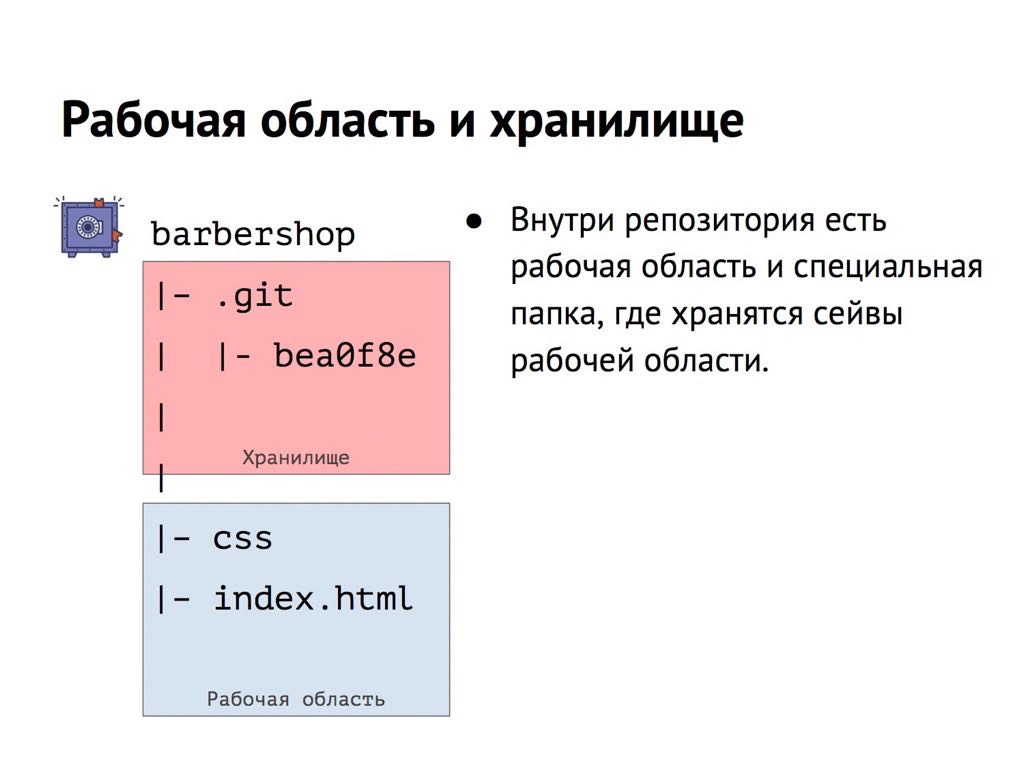 Рабочая область и хранилище
barbershop
|– .git
|  |- bea0f8e
|
Хранилище
|
|– css
|– index.html
Рабочая область
● Внутри репозитория есть
рабочая область и специальная
папка, где хранятся сейвы
рабочей области.